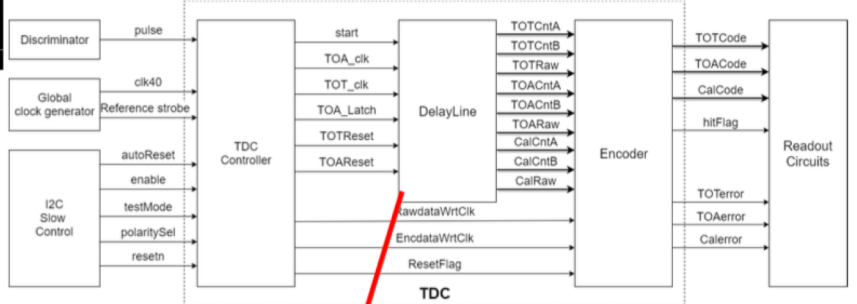 Discriminator
pulse
Global
clock generator
clk40
Reference strobe
I2C
Slow
Control
autoReset
enable
testMode
polaritySel
resetn
TDC
Controller
start
TOA_clk
TOT_clk
TOA_Latch
TOTReset
TOAReset
DelayLine
TOTCntA
TOTCntB
TOTRaw
TOACntA
TOACntB
TOARaw
CalCntA
CalCntB
CalRaw
RawdataWrtClk
EncdataWrtClk
ResetFlag
Encoder
TOTCode
TOACode
CalCode
hitFlag
TOTerror
TOAerror
Calerror
Readout
Circuits
TDC